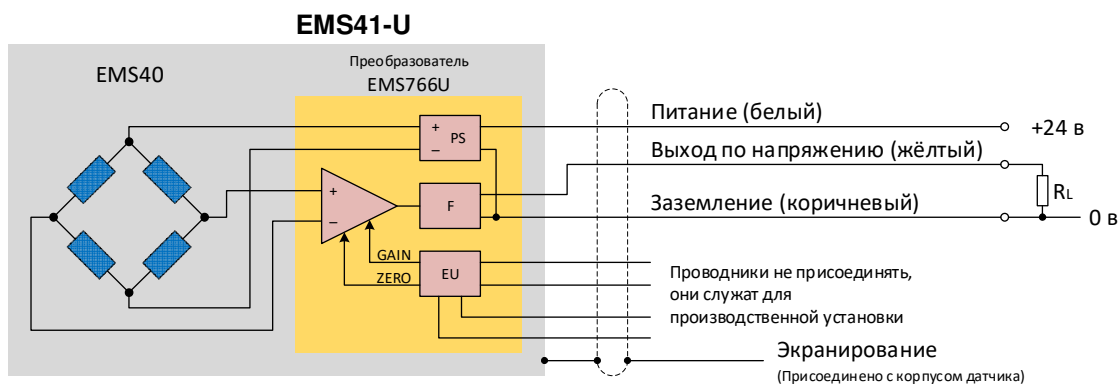 EMS41-U
EMS40
Преобразователь
EMS766U
+
−
PS
Питание (белый)
+24 в
Выход по напряжению (жёлтый)
+
−
F
RL
Заземление (коричневый)
0 в
GAIN
ZERO
EU
Проводники не присоединять,
они служат для
производственной установки
Экранирование
(Присоединено с корпусом датчика)